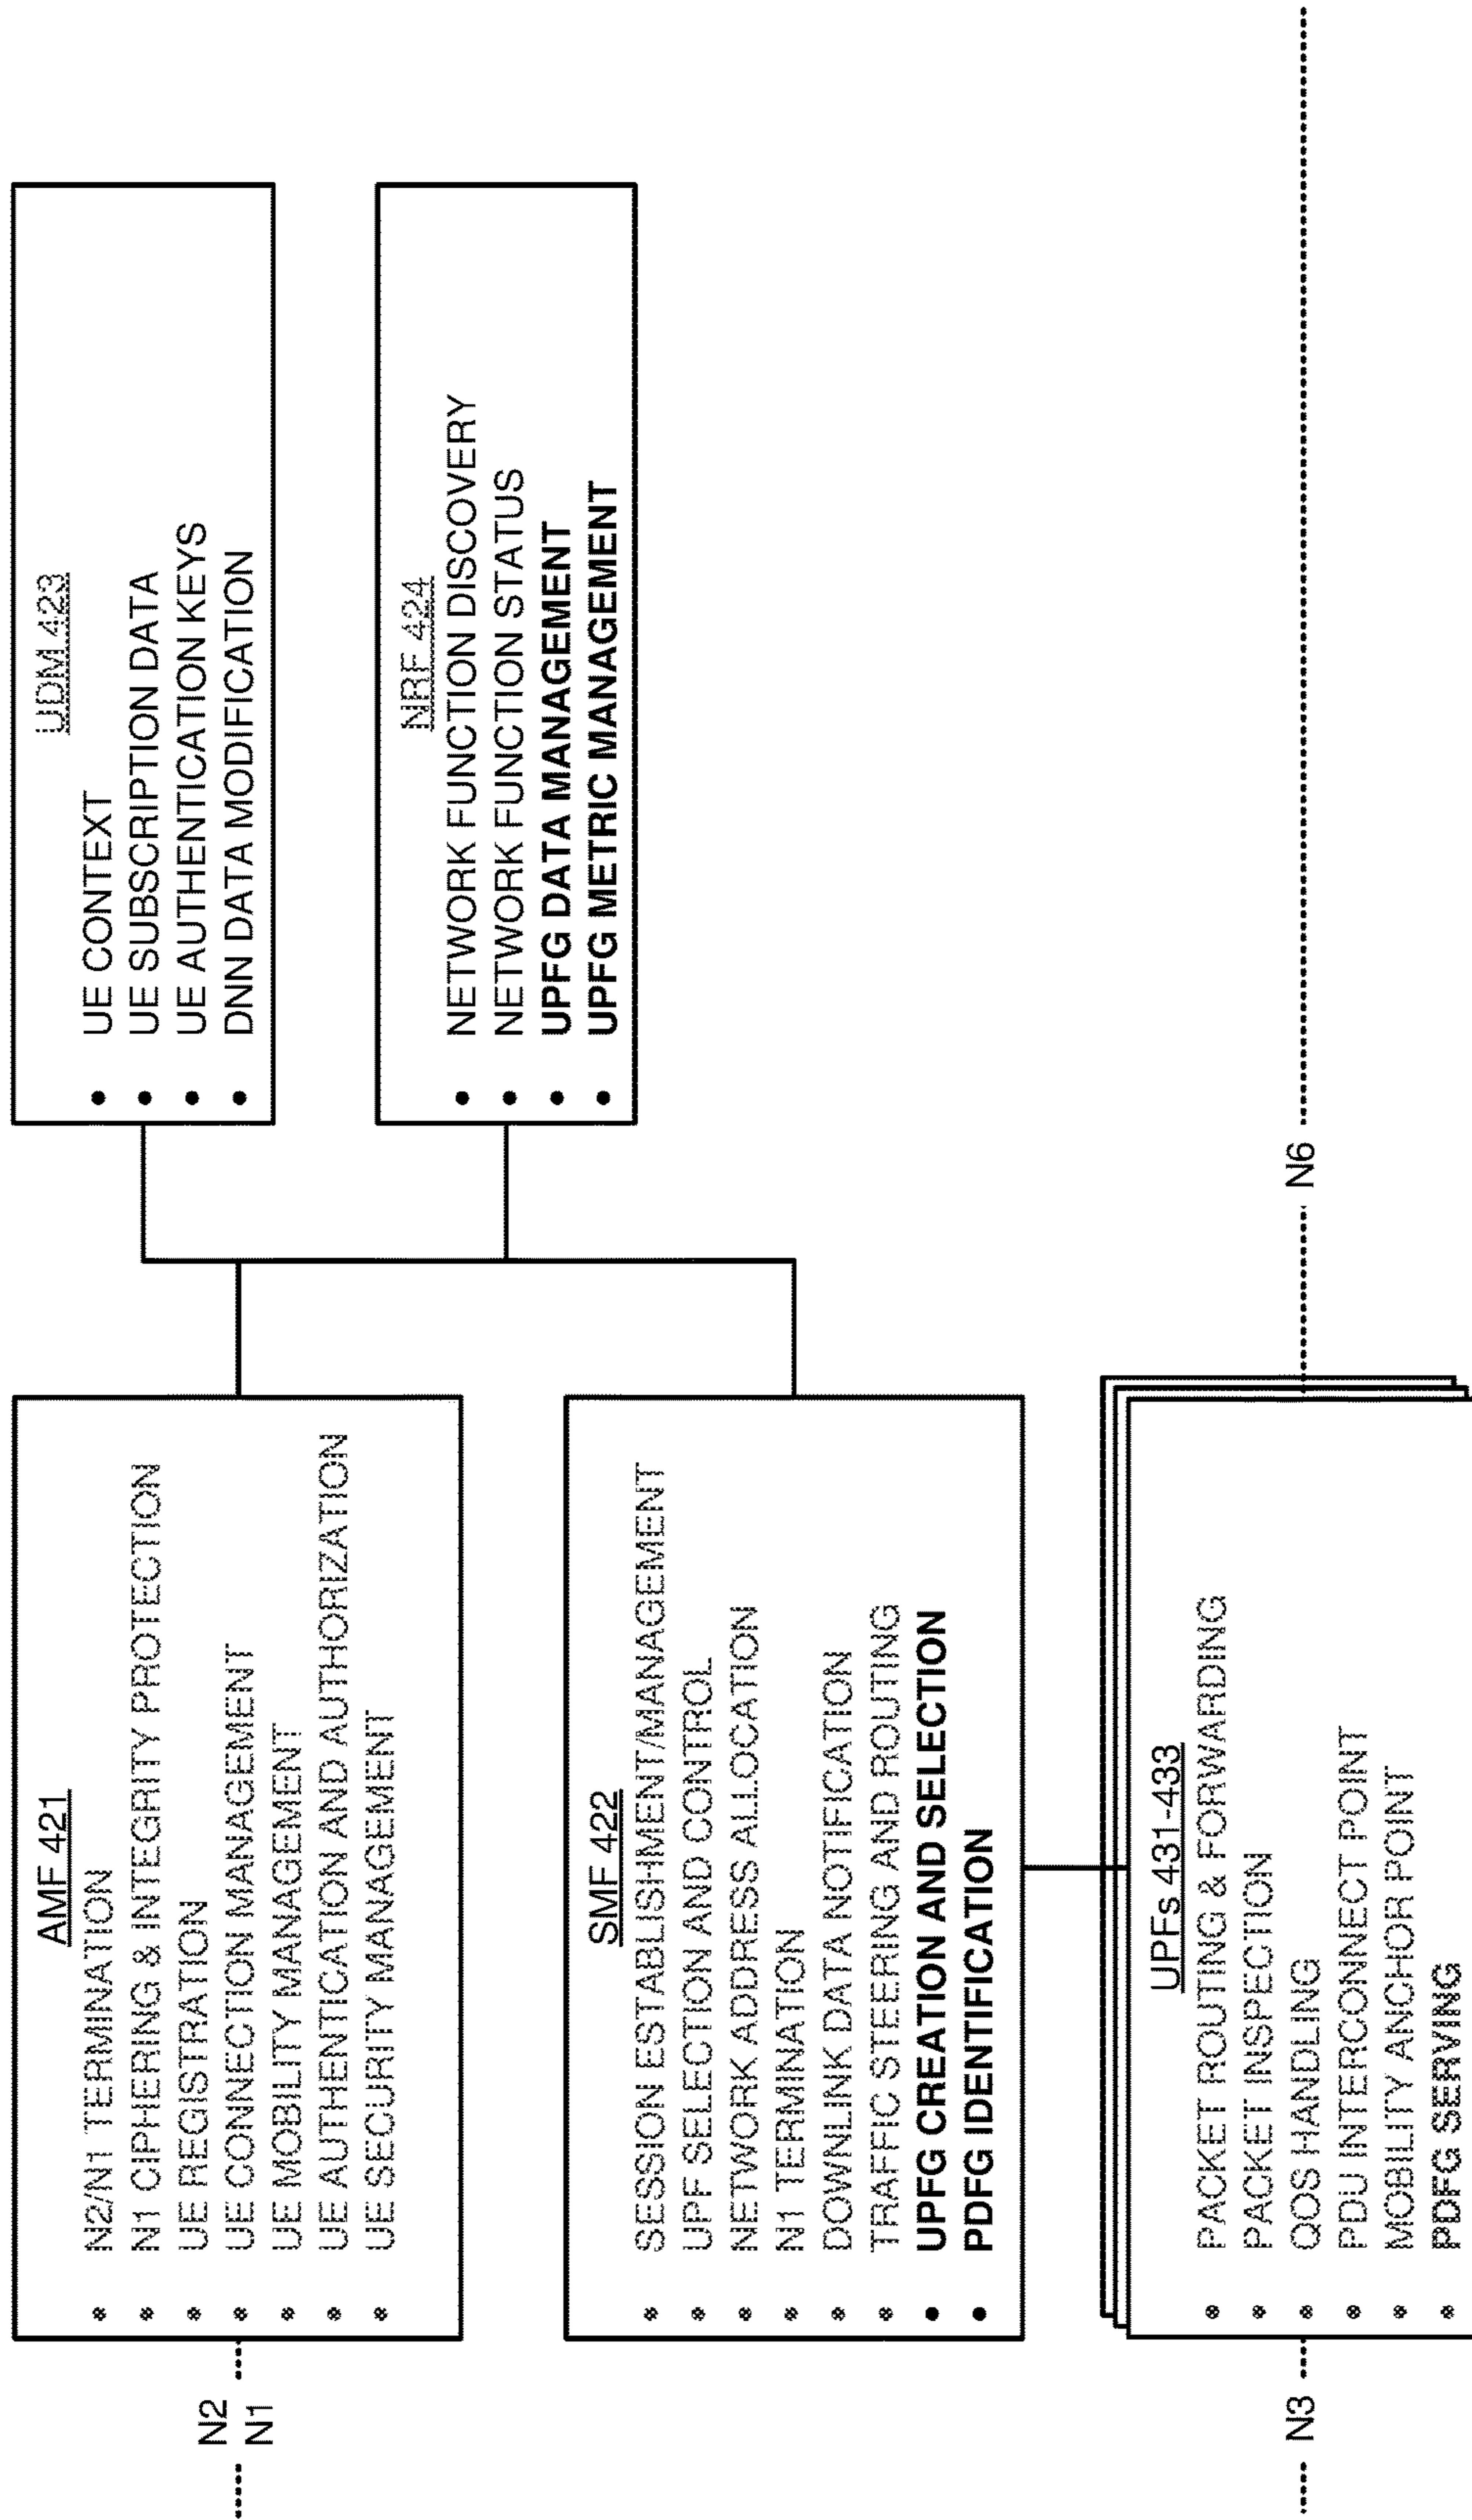 N2
N1
AMF 421
• N2/N1 TERMINATION
• N1 CIPHERING & INTEGRITY PROTECTION
• UE REGISTRATION
• UE CONNECTION MANAGEMENT
• UE MOBILITY MANAGEMENT
• UE AUTHENTICATION AND AUTHORIZATION
• UE SECURITY MANAGEMENT
UDM 423
• UE CONTEXT
• UE SUBSCRIPTION DATA
• UE AUTHENTICATION KEYS
• DNN DATA MODIFICATION
NRF 424
• NETWORK FUNCTION DISCOVERY
• NETWORK FUNCTION STATUS
• UPFG DATA MANAGEMENT
• UPFG METRIC MANAGEMENT
SMF 422
• SESSION ESTABLISHMENT/MANAGEMENT
• UPF SELECTION AND CONTROL
• NETWORK ADDRESS ALLOCATION
• N1 TERMINATION
• DOWNLINK DATA NOTIFICATION
• TRAFFIC STEERING AND ROUTING
• UPFG CREATION AND SELECTION
• PDFG IDENTIFICATION
N3
UPFs 431-433
• PACKET ROUTING & FORWARDING
• PACKET INSPECTION
• QOS HANDLING
• PDU INTERCONNECT POINT
• MOBILITY ANCHOR POINT
• PDFG SERVING
N6